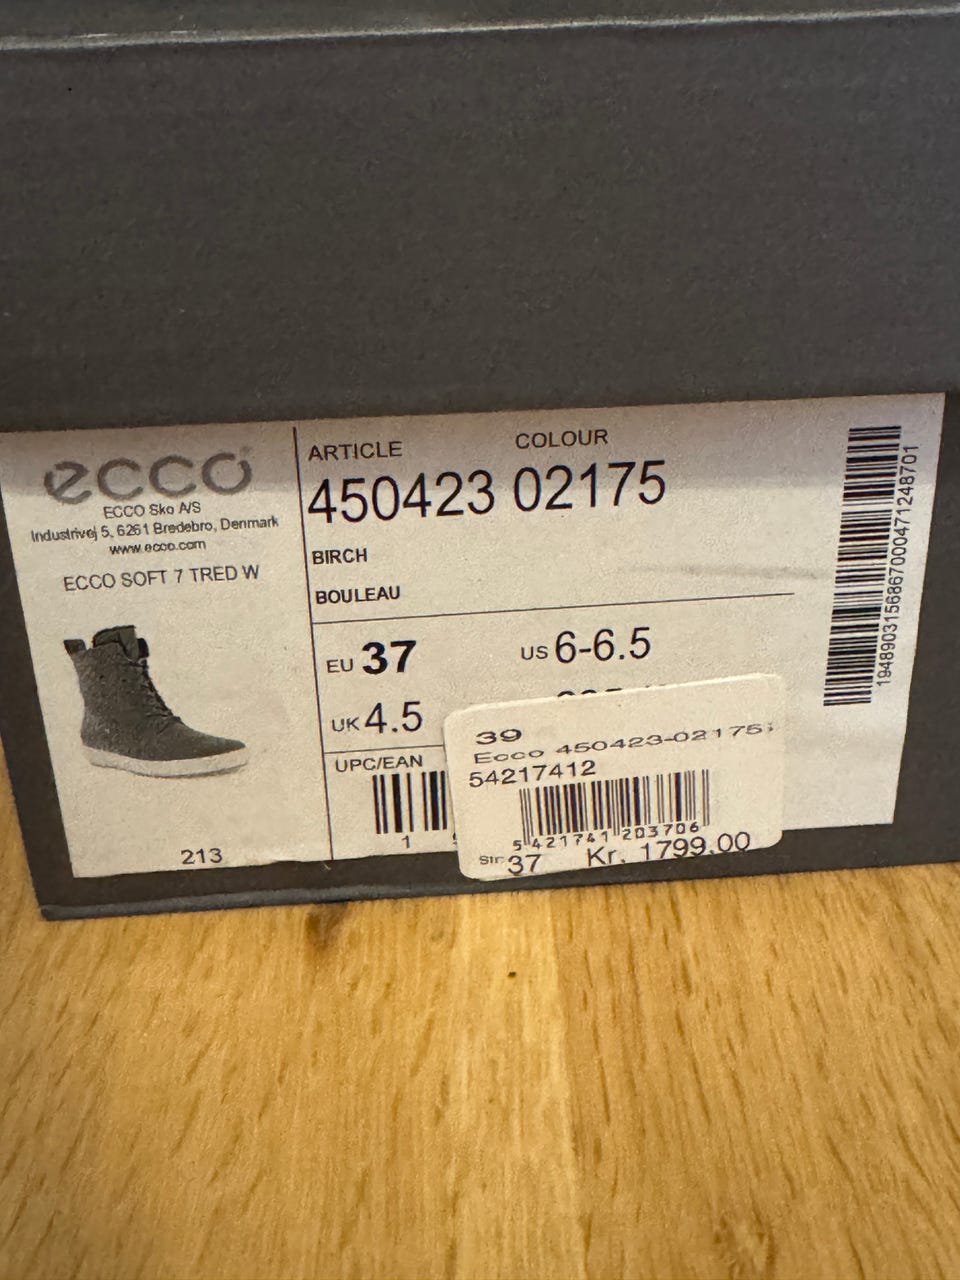 ecco
ECCO Sko A/S
Industrivej 5, 6261 Bredebro, Denmark
www.ecco.com
ECCO SOFT 7 TRED W
213
ARTICLE COLOUR
450423 02175
BIRCH
BOULEAU
EU 37 US 6-6.5
UK 4.5
UPC/EAN
1
39
Ecco 450423-02175
54217412
5 421741 203706
Str 37 Kr. 1799.00
1948903156867000471248701